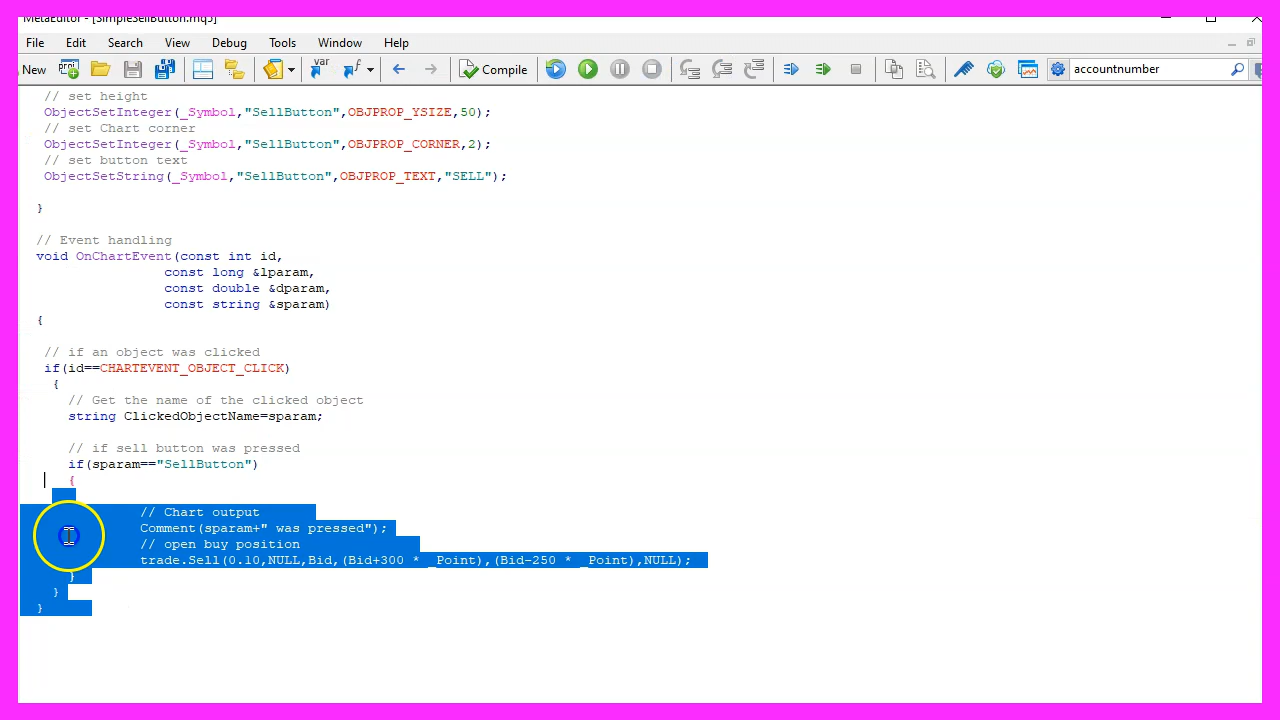 MetaEditor - [SimpleSellButton.mq5]
File Edit Search View Debug Tools Window Help
New Compile accountnumber
// set height
ObjectSetInteger(_Symbol,"SellButton",OBJPROP_YSIZE,50);
// set Chart corner
ObjectSetInteger(_Symbol,"SellButton",OBJPROP_CORNER,2);
// set button text
ObjectSetString(_Symbol,"SellButton",OBJPROP_TEXT,"SELL");
}
// Event handling
void OnChartEvent(const int id,
const long &lparam,
const double &dparam,
const string &sparam)
{
// if an object was clicked
if(id==CHARTEVENT_OBJECT_CLICK)
{
// Get the name of the clicked object
string ClickedObjectName=sparam;
// if sell button was pressed
if(sparam=="SellButton")
{
// Chart output
Comment(sparam+" was pressed");
// open buy position
trade.Sell(0.10,NULL,Bid,(Bid+300 * _Point),(Bid-250 * _Point),NULL);
}
}
}